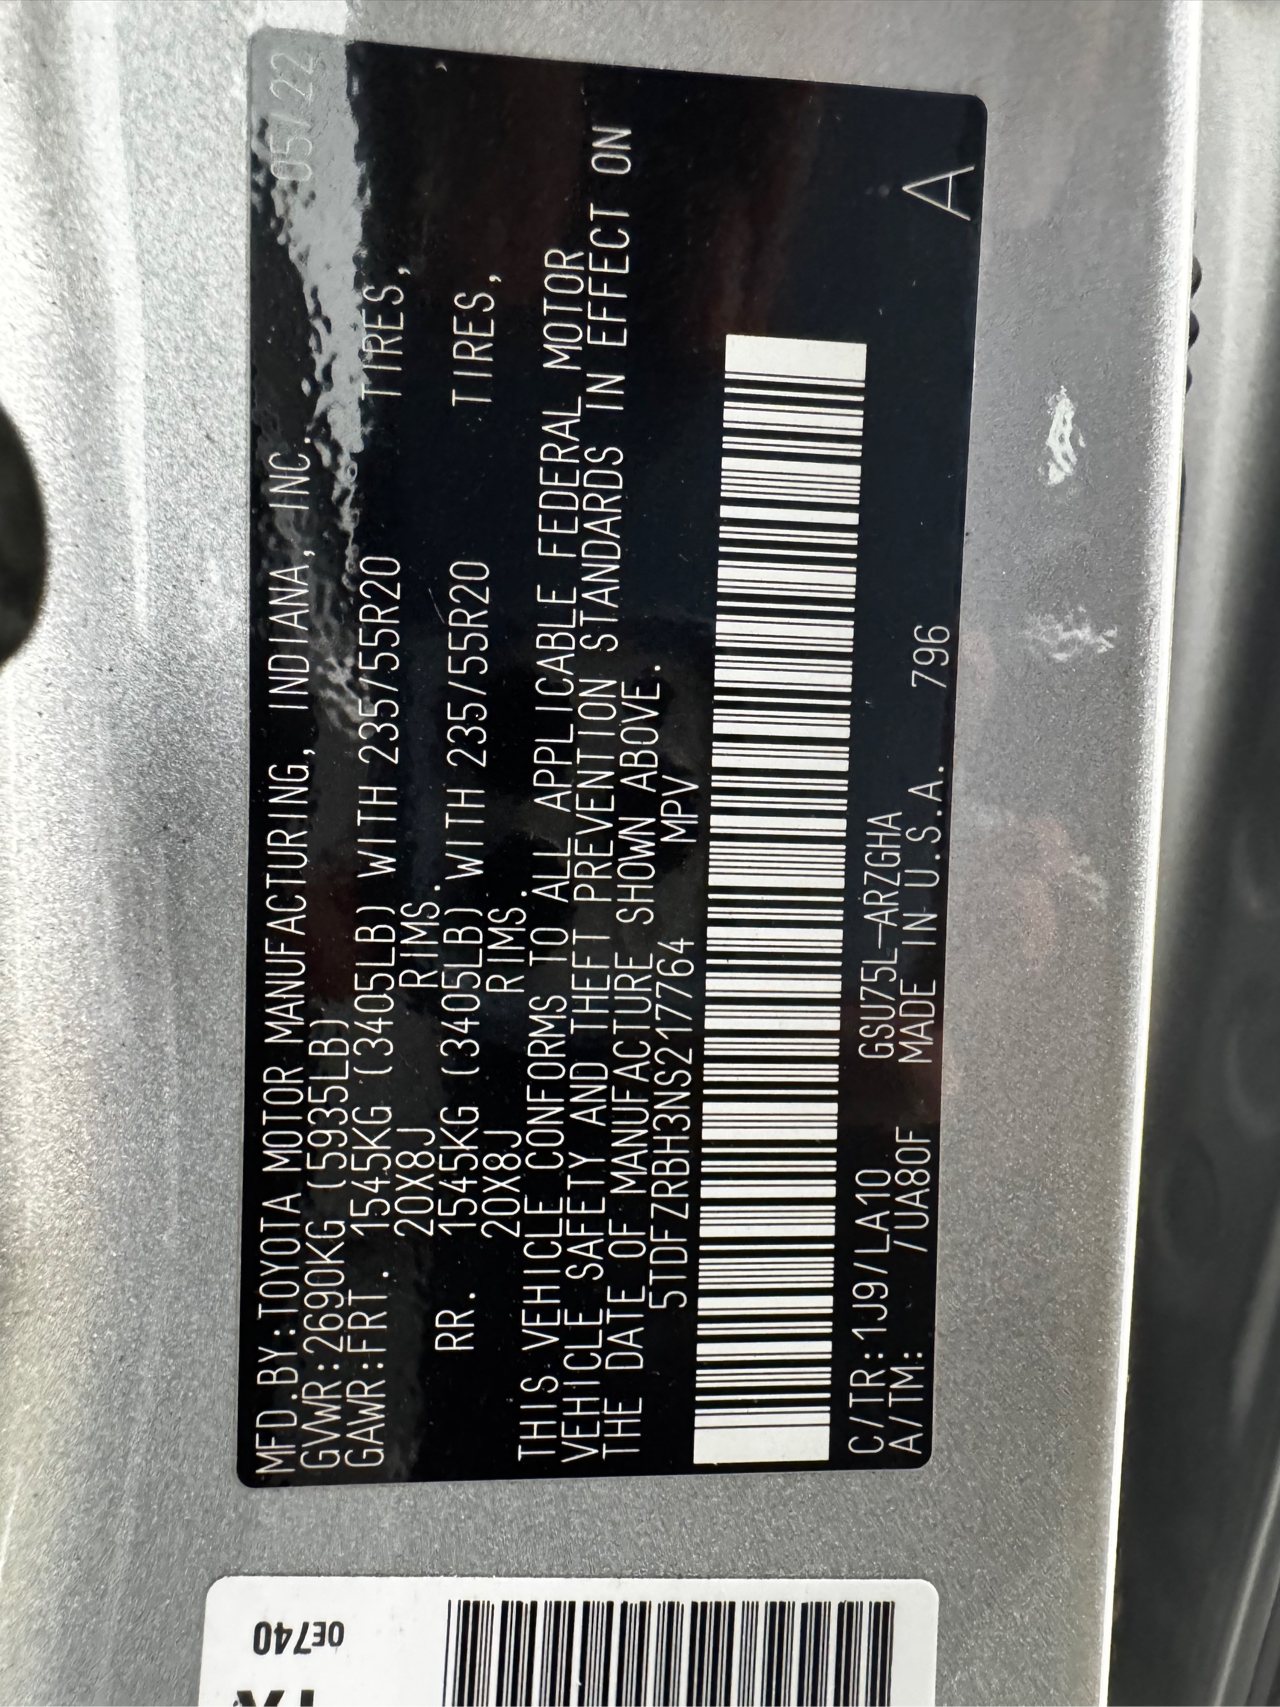 MFD.BY:TOYOTA MOTOR MANUFACTURING, INDIANA, INC. 05/22
GVWR:2690KG (5935LB)
GAWR:FRT. 1545KG (3405LB) WITH 235/55R20 TIRES,
20X8J RIMS.
RR. 1545KG (3405LB) WITH 235/55R20 TIRES,
20X8J RIMS.
THIS VEHICLE CONFORMS TO ALL APPLICABLE FEDERAL MOTOR
VEHICLE SAFETY AND THEFT PREVENTION STANDARDS IN EFFECT ON
THE DATE OF MANUFACTURE SHOWN ABOVE.
5TDFZRBH3NS217764 MPV
C/TR:1J9/LA10 GSU75L-ARZGHA
A/TM: /UA80F MADE IN U.S.A. 796 A
0E740